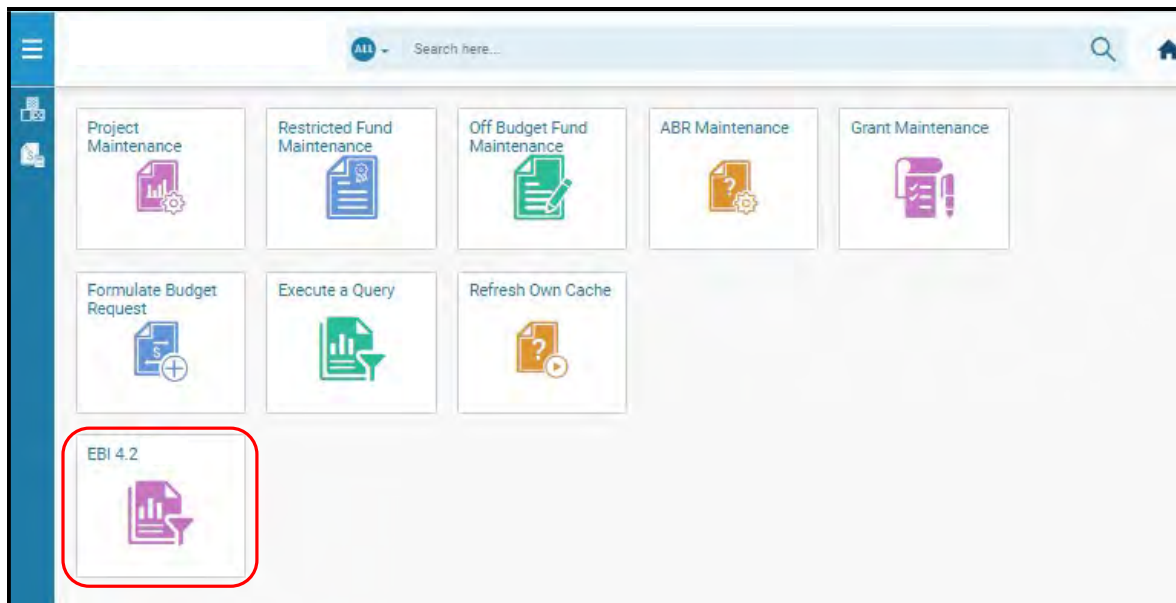 ALL
Search here...
Project
Maintenance
Restricted Fund
Maintenance
Off Budget Fund
Maintenance
ABR Maintenance
Grant Maintenance
Formulate Budget
Request
Execute a Query
Refresh Own Cache
EBI 4.2